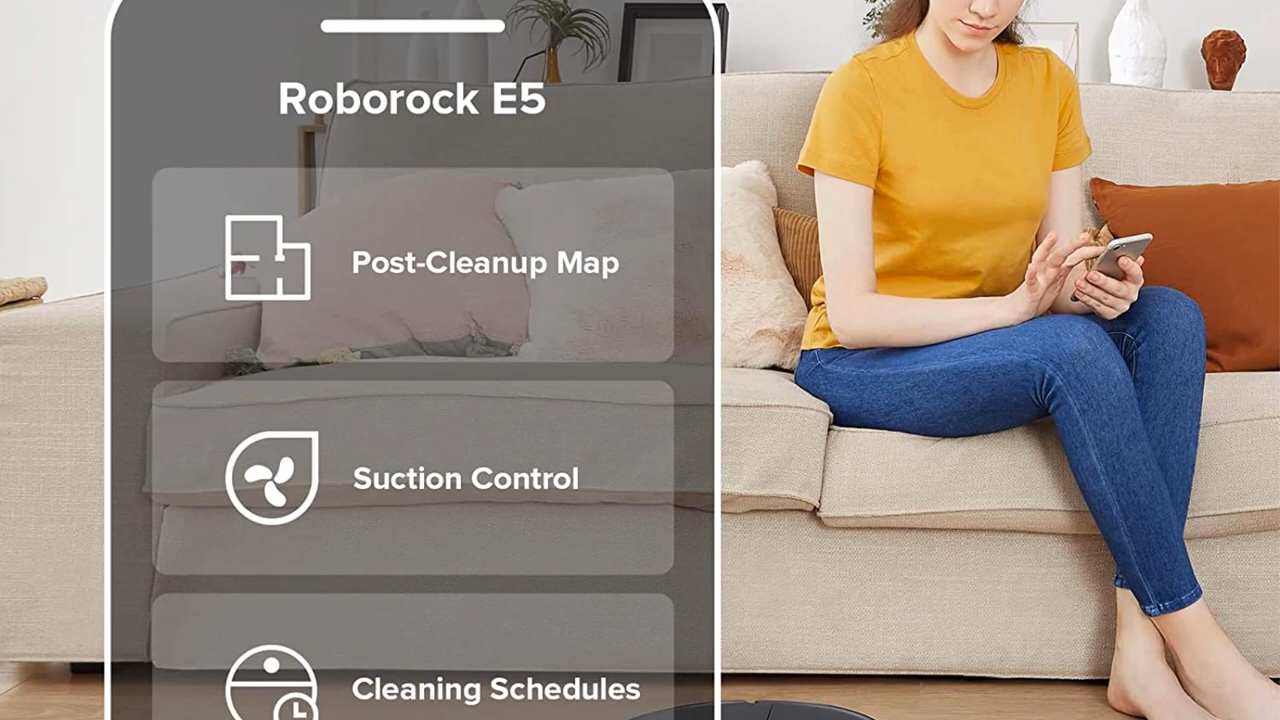 Roborock E5
Post-Cleanup Map
Suction Control
Cleaning Schedules